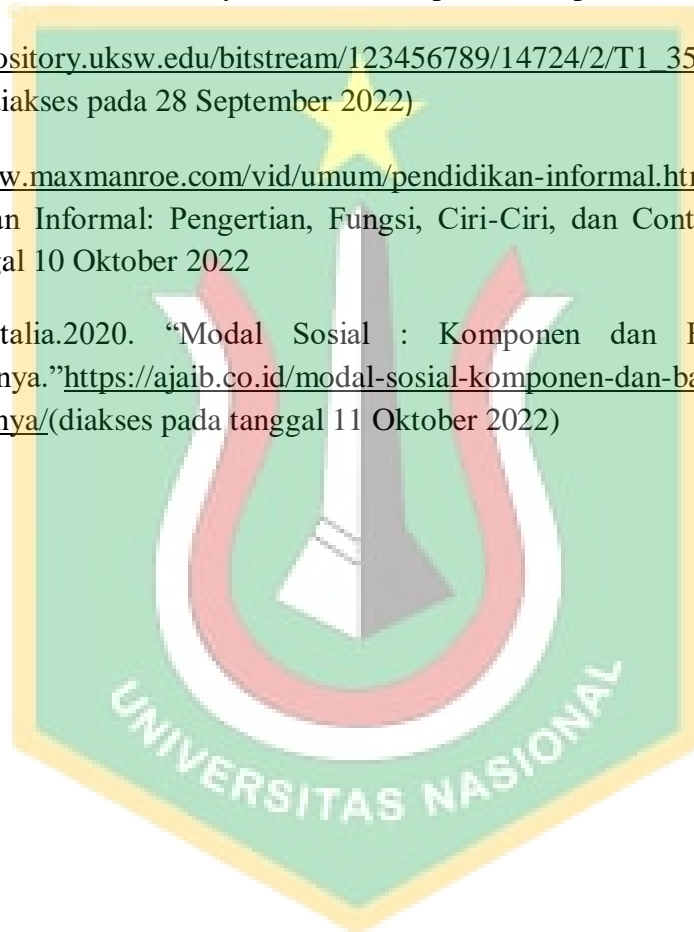 ository.uksw.edu/bitstream/123456789/14724/2/T1_35
iakses pada 28 September 2022)
w.maxmanroe.com/vid/umum/pendidikan-informal.htm
an Informal: Pengertian, Fungsi, Ciri-Ciri, dan Cont
gal 10 Oktober 2022
talia.2020. “Modal Sosial : Komponen dan B
nya.”https://ajaib.co.id/modal-sosial-komponen-dan-ba
nya/(diakses pada tanggal 11 Oktober 2022)
UNIVERSITAS NASIONAL